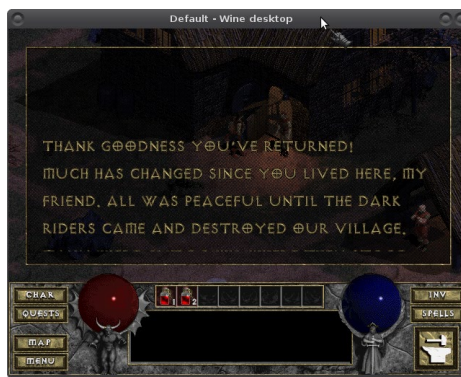 Default - Wine desktop
THANK GOODNESS YOU'VE RETURNED!
MUCH HAS CHANGED SINCE YOU LIVED HERE, MY
FRIEND. ALL WAS PEACEFUL UNTIL THE DARK
RIDERS CAME AND DESTROYED OUR VILLAGE.
CHAR
QUESTS
MAP
MENU
1 2
INV
SPELLS